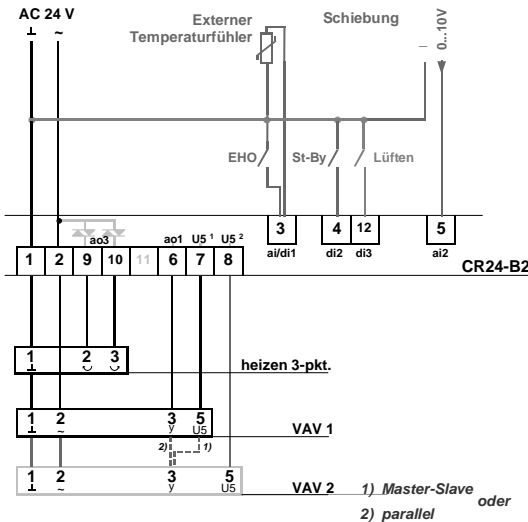 AC 24 V
⊥ ~
Externer
Temperaturfühler
Schiebung
–
0...10V
EHO
St-By
Lüften
3 4 12 5
ai/di1 di2 di3 ai2
ao3 ao1 U5 1 U5 2
1 2 9 10 11 6 7 8
CR24-B2
1 2 3
⊥
heizen 3-pkt.
1 2 3 5
⊥ ~ y U5
VAV 1
2) 1)
1 2 3 5
⊥ ~ y U5
VAV 2
1) Master-Slave
oder
2) parallel